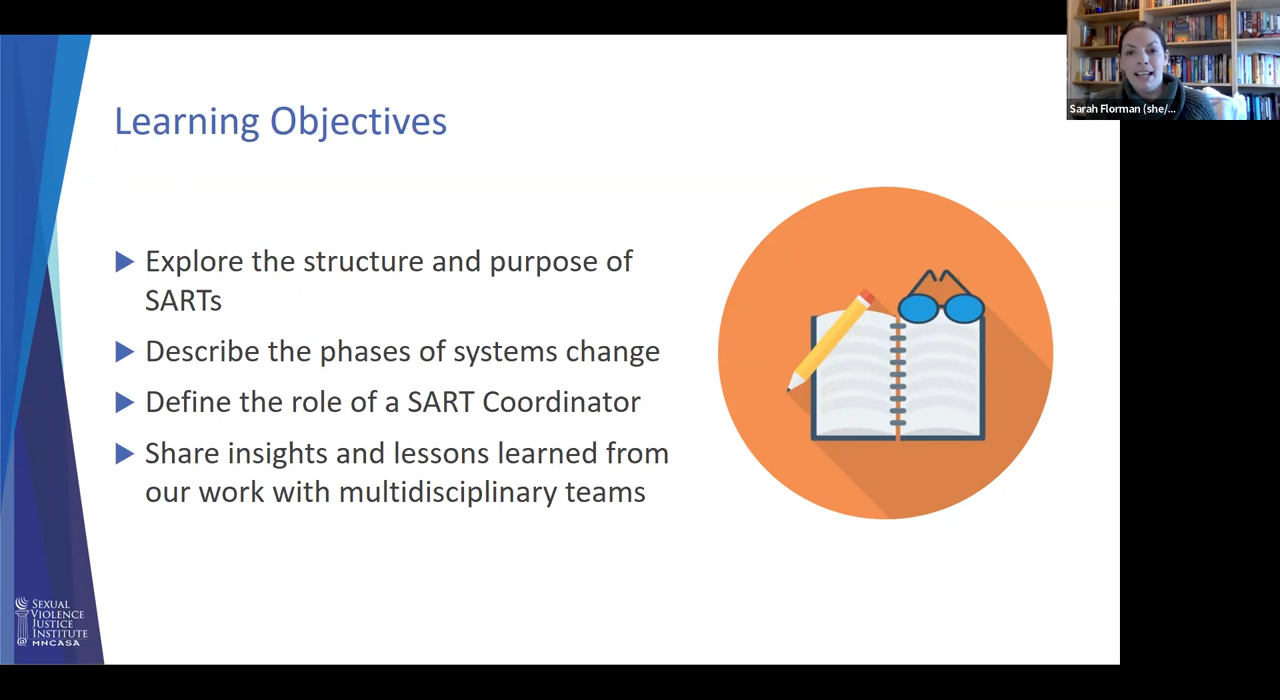 Learning Objectives
Explore the structure and purpose of
SARTs
Describe the phases of systems change
Define the role of a SART Coordinator
Share insights and lessons learned from
our work with multidisciplinary teams
Sarah Florman (she/...
SEXUAL
VIOLENCE
JUSTICE
INSTITUTE
@ MNCASA